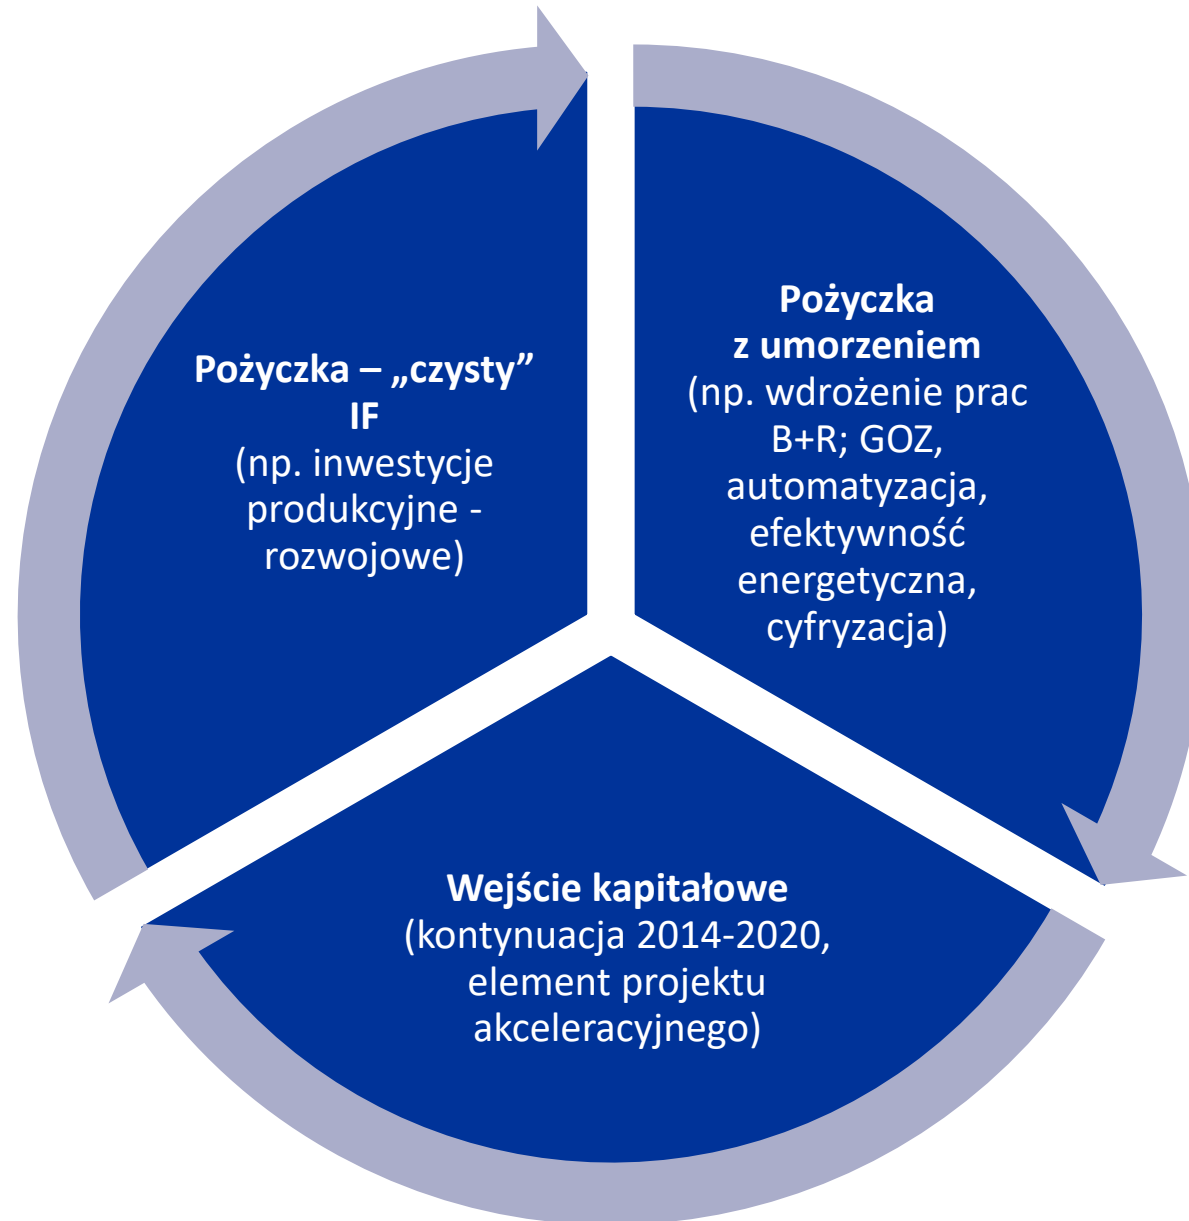 Pożyczka – „czysty”
IF
(np. inwestycje
produkcyjne -
rozwojowe)
Pożyczka
z umorzeniem
(np. wdrożenie prac
B+R; GOZ,
automatyzacja,
efektywność
energetyczna,
cyfryzacja)
Wejście kapitałowe
(kontynuacja 2014-2020,
element projektu
akceleracyjnego)